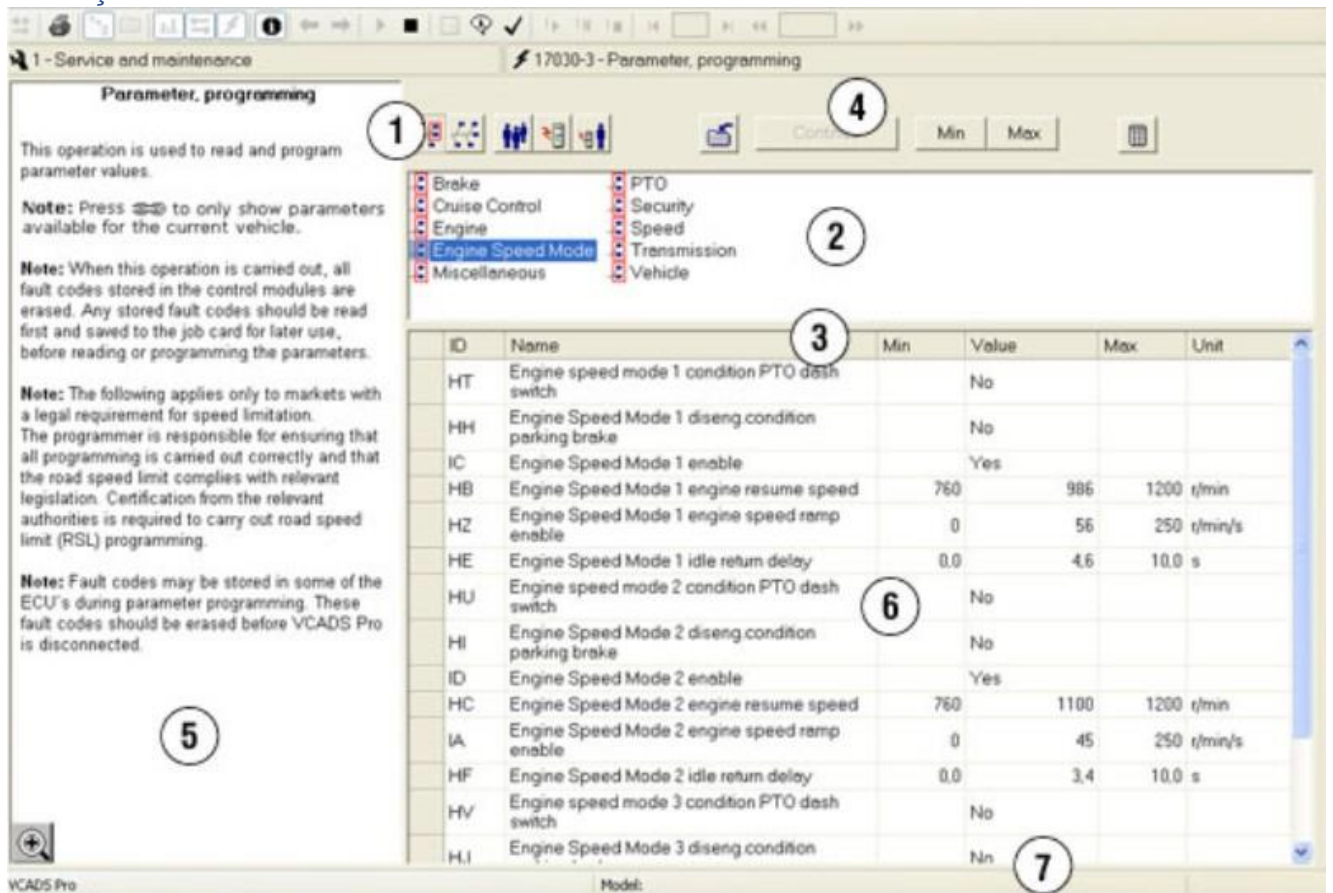 1 - Service and maintenance
17030-3 - Parameter, programming
Parameter, programming
This operation is used to read and program
parameter values.
Note: Press to only show parameters
available for the current vehicle.
Note: When this operation is carried out, all
fault codes stored in the control modules are
erased. Any stored fault codes should be read
first and saved to the job card for later use,
before reading or programming the parameters.
Note: The following applies only to markets with
a legal requirement for speed limitation.
The programmer is responsible for ensuring that
all programming is carried out correctly and that
the road speed limit complies with relevant
legislation. Certification from the relevant
authorities is required to carry out road speed
limit (RSL) programming.
Note: Fault codes may be stored in some of the
ECU's during parameter programming. These
fault codes should be erased before VCADS Pro
is disconnected.
5
1
4
Min Max
Brake PTO
Cruise Control Security
Engine Speed
Engine Speed Mode Transmission
Miscellaneous Vehicle
2
3
ID Name Min Value Max Unit
HT Engine speed mode 1 condition PTO dash
switch No
HH Engine Speed Mode 1 diseng.condition
parking brake No
IC Engine Speed Mode 1 enable Yes
HB Engine Speed Mode 1 engine resume speed 760 986 1200 r/min
HZ Engine Speed Mode 1 engine speed ramp
enable 0 56 250 r/min/s
HE Engine Speed Mode 1 idle return delay 0,0 4,6 10,0 s
HU Engine speed mode 2 condition PTO dash
switch No
6
HI Engine Speed Mode 2 diseng.condition
parking brake No
ID Engine Speed Mode 2 enable Yes
HC Engine Speed Mode 2 engine resume speed 760 1100 1200 r/min
IA Engine Speed Mode 2 engine speed ramp
enable 0 45 250 r/min/s
HF Engine Speed Mode 2 idle return delay 0,0 3,4 10,0 s
HV Engine speed mode 3 condition PTO dash
switch No
HJ Engine Speed Mode 3 diseng.condition
No
7
VCADS Pro Model: